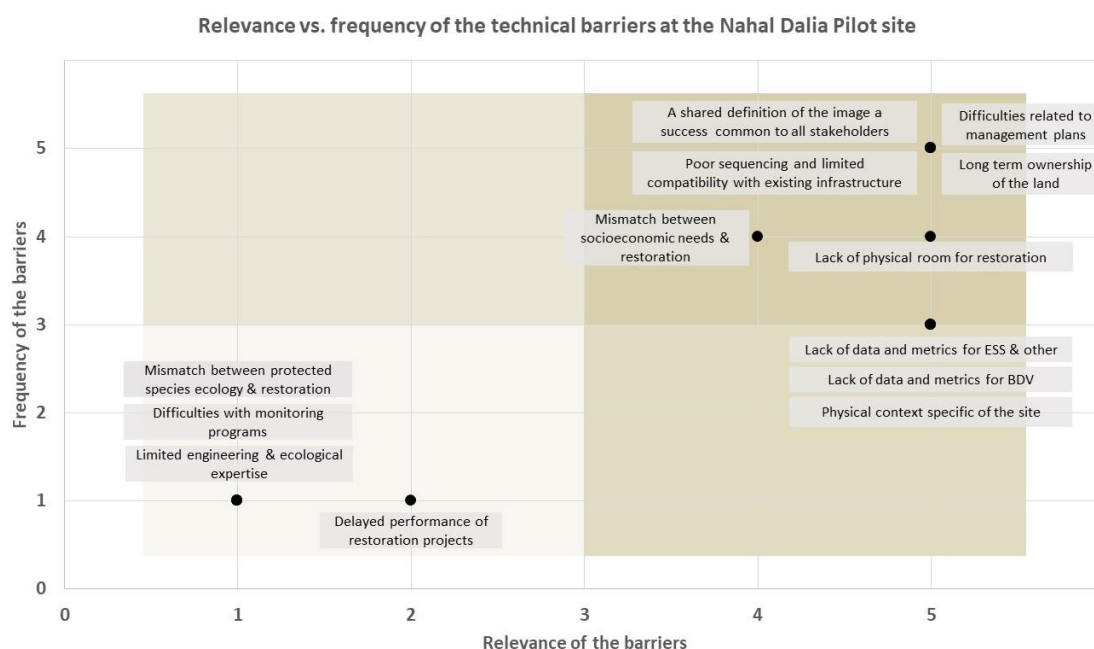 Relevance vs. frequency of the technical barriers at the Nahal Dalia Pilot site
Frequency of the barriers
5
4
3
2
1
0
A shared definition of the image a
success common to all stakeholders
Difficulties related to
management plans
Poor sequencing and limited
compatibility with existing infrastructure
Long term ownership
of the land
Mismatch between
socioeconomic needs &
restoration
Lack of physical room for restoration
Lack of data and metrics for ESS & other
Lack of data and metrics for BDV
Physical context specific of the site
Mismatch between protected
species ecology & restoration
Difficulties with monitoring
programs
Limited engineering & ecological
expertise
Delayed performance of
restoration projects
0 1 2 3 4 5
Relevance of the barriers